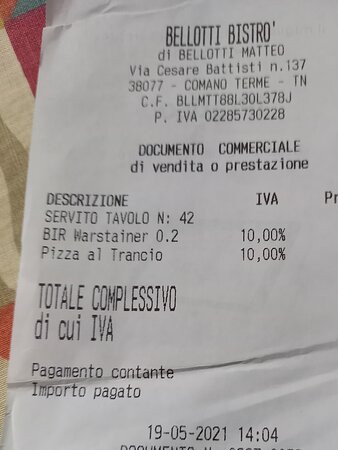 BELLOTTI BISTRO'
di BELLOTTI MATTEO
Via Cesare Battisti n.137
38077 - COMANO TERME - TN
C.F. BLLMTT88L30L378J
P. IVA 02285730228
DOCUMENTO COMMERCIALE
di vendita o prestazione
DESCRIZIONE IVA Pr
SERVITO TAVOLO N: 42
BIR Warstainer 0.2 10,00%
Pizza al Trancio 10,00%
TOTALE COMPLESSIVO
di cui IVA
Pagamento contante
Importo pagato
19-05-2021 14:04
DOCUMENTO N.